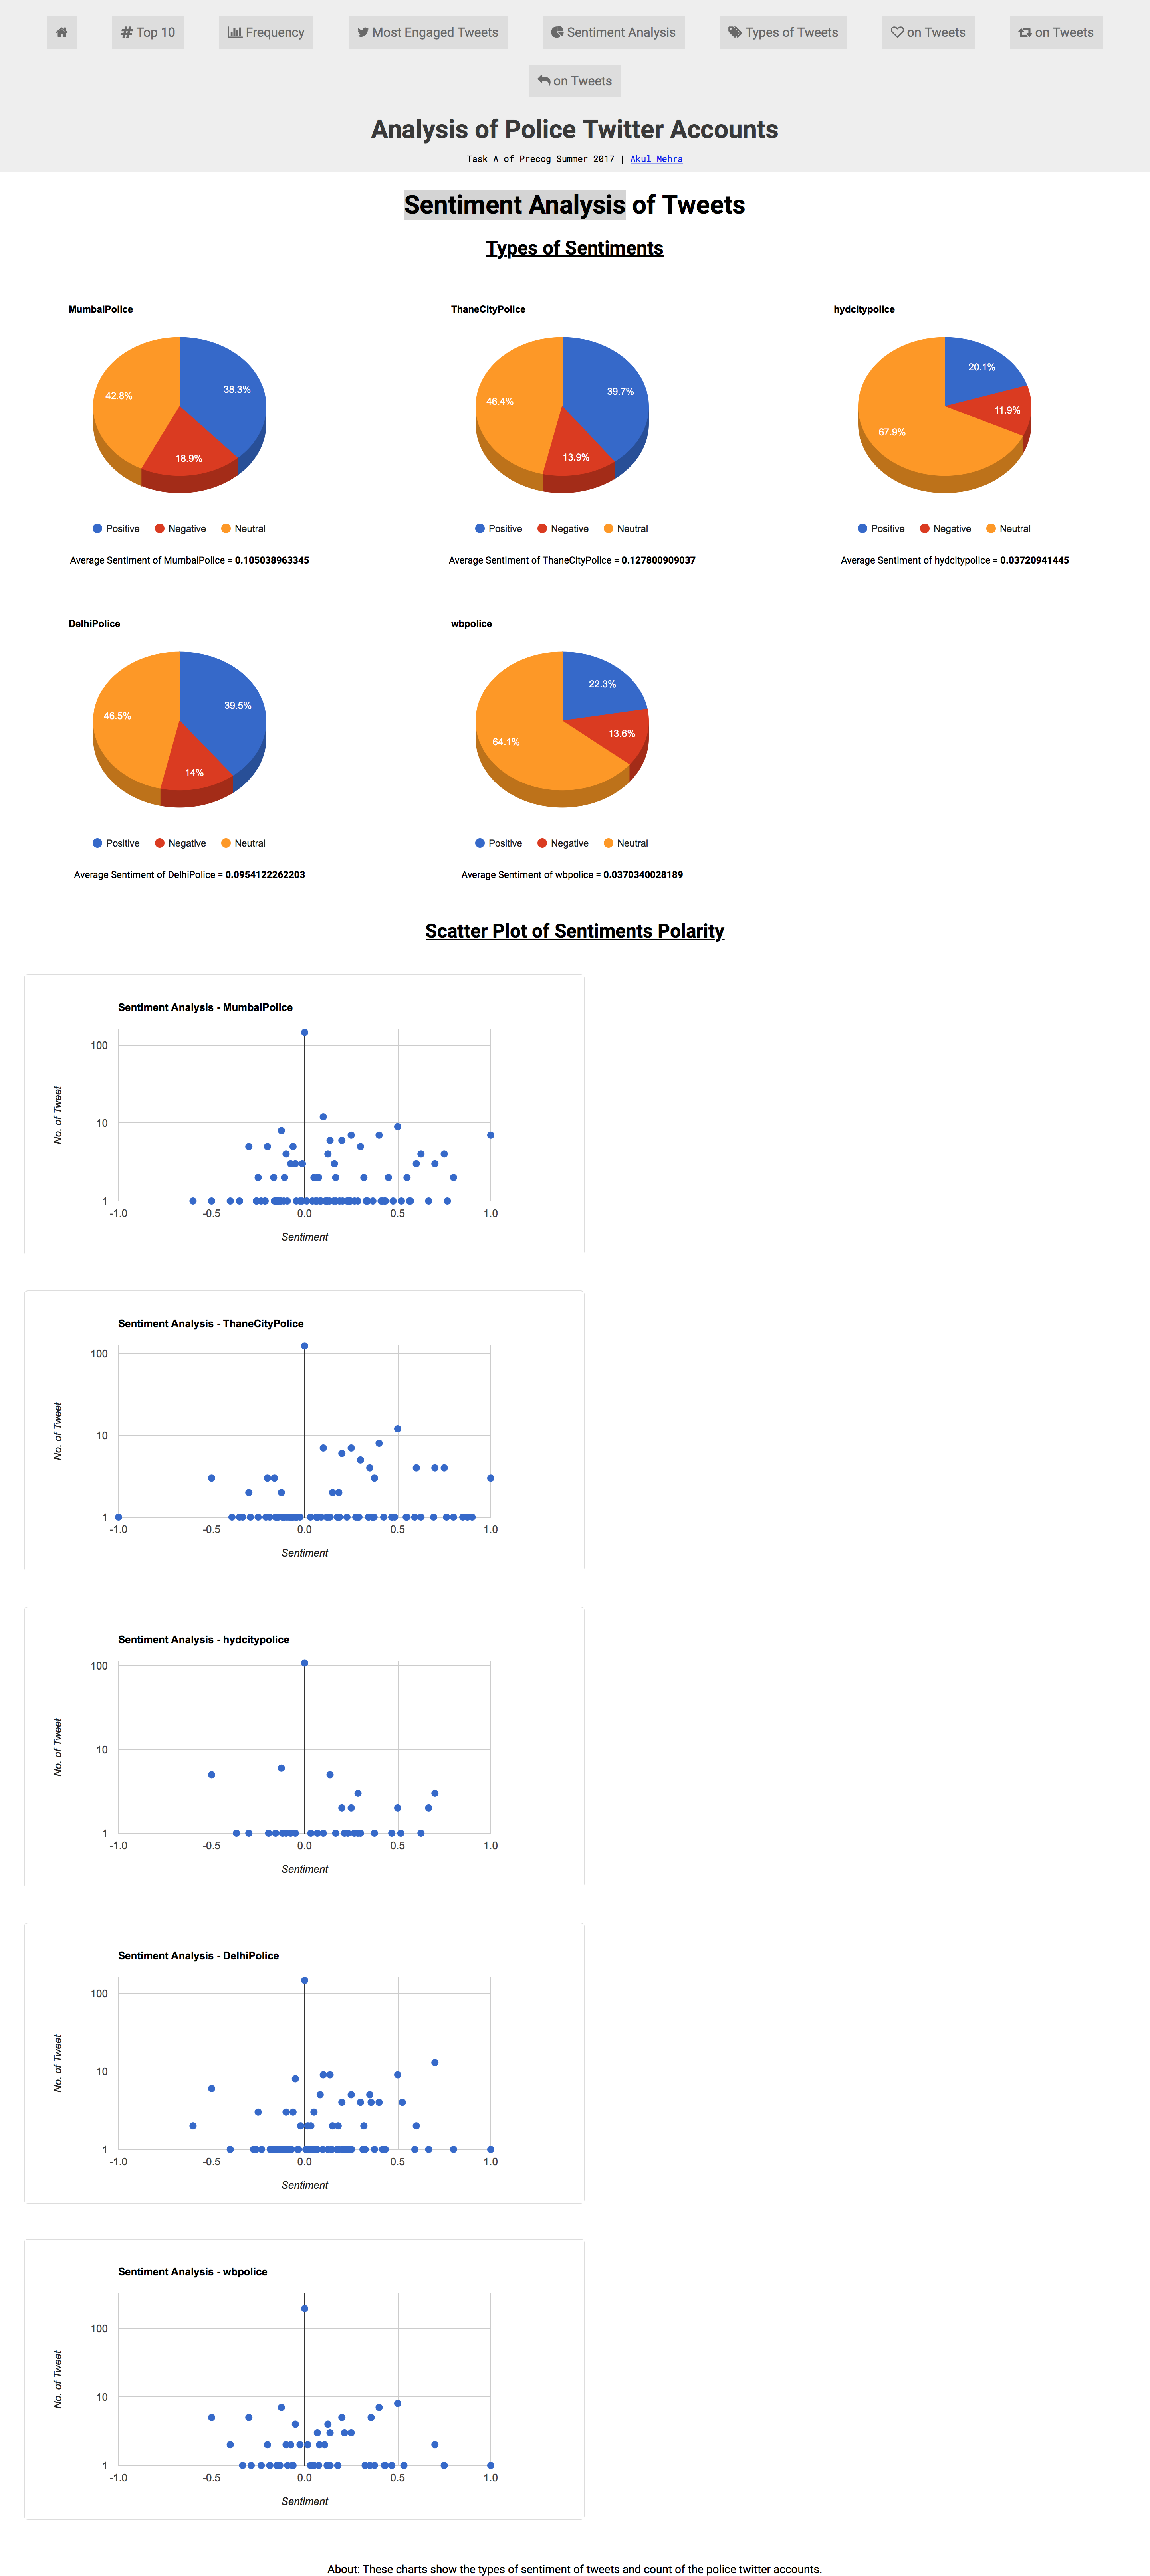 Top 10
Frequency
Most Engaged Tweets
Sentiment Analysis
Types of Tweets
on Tweets
on Tweets
on Tweets
Analysis of Police Twitter Accounts
Task A of Precog Summer 2017 | Akul Mehra
Sentiment Analysis of Tweets
Types of Sentiments
MumbaiPolice
38.3%
42.8%
18.9%
Positive Negative Neutral
Average Sentiment of MumbaiPolice = 0.105038963345
ThaneCityPolice
39.7%
46.4%
13.9%
Positive Negative Neutral
Average Sentiment of ThaneCityPolice = 0.127800909037
hydcitypolice
20.1%
11.9%
67.9%
Positive Negative Neutral
Average Sentiment of hydcitypolice = 0.03720941445
DelhiPolice
39.5%
46.5%
14%
Positive Negative Neutral
Average Sentiment of DelhiPolice = 0.0954122262203
wbpolice
22.3%
13.6%
64.1%
Positive Negative Neutral
Average Sentiment of wbpolice = 0.0370340028189
Scatter Plot of Sentiments Polarity
Sentiment Analysis - MumbaiPolice
No. of Tweet
100
10
1
-1.0 -0.5 0.0 0.5 1.0
Sentiment
Sentiment Analysis - ThaneCityPolice
No. of Tweet
100
10
1
-1.0 -0.5 0.0 0.5 1.0
Sentiment
Sentiment Analysis - hydcitypolice
No. of Tweet
100
10
1
-1.0 -0.5 0.0 0.5 1.0
Sentiment
Sentiment Analysis - DelhiPolice
No. of Tweet
100
10
1
-1.0 -0.5 0.0 0.5 1.0
Sentiment
Sentiment Analysis - wbpolice
No. of Tweet
100
10
1
-1.0 -0.5 0.0 0.5 1.0
Sentiment
About: These charts show the types of sentiment of tweets and count of the police twitter accounts.